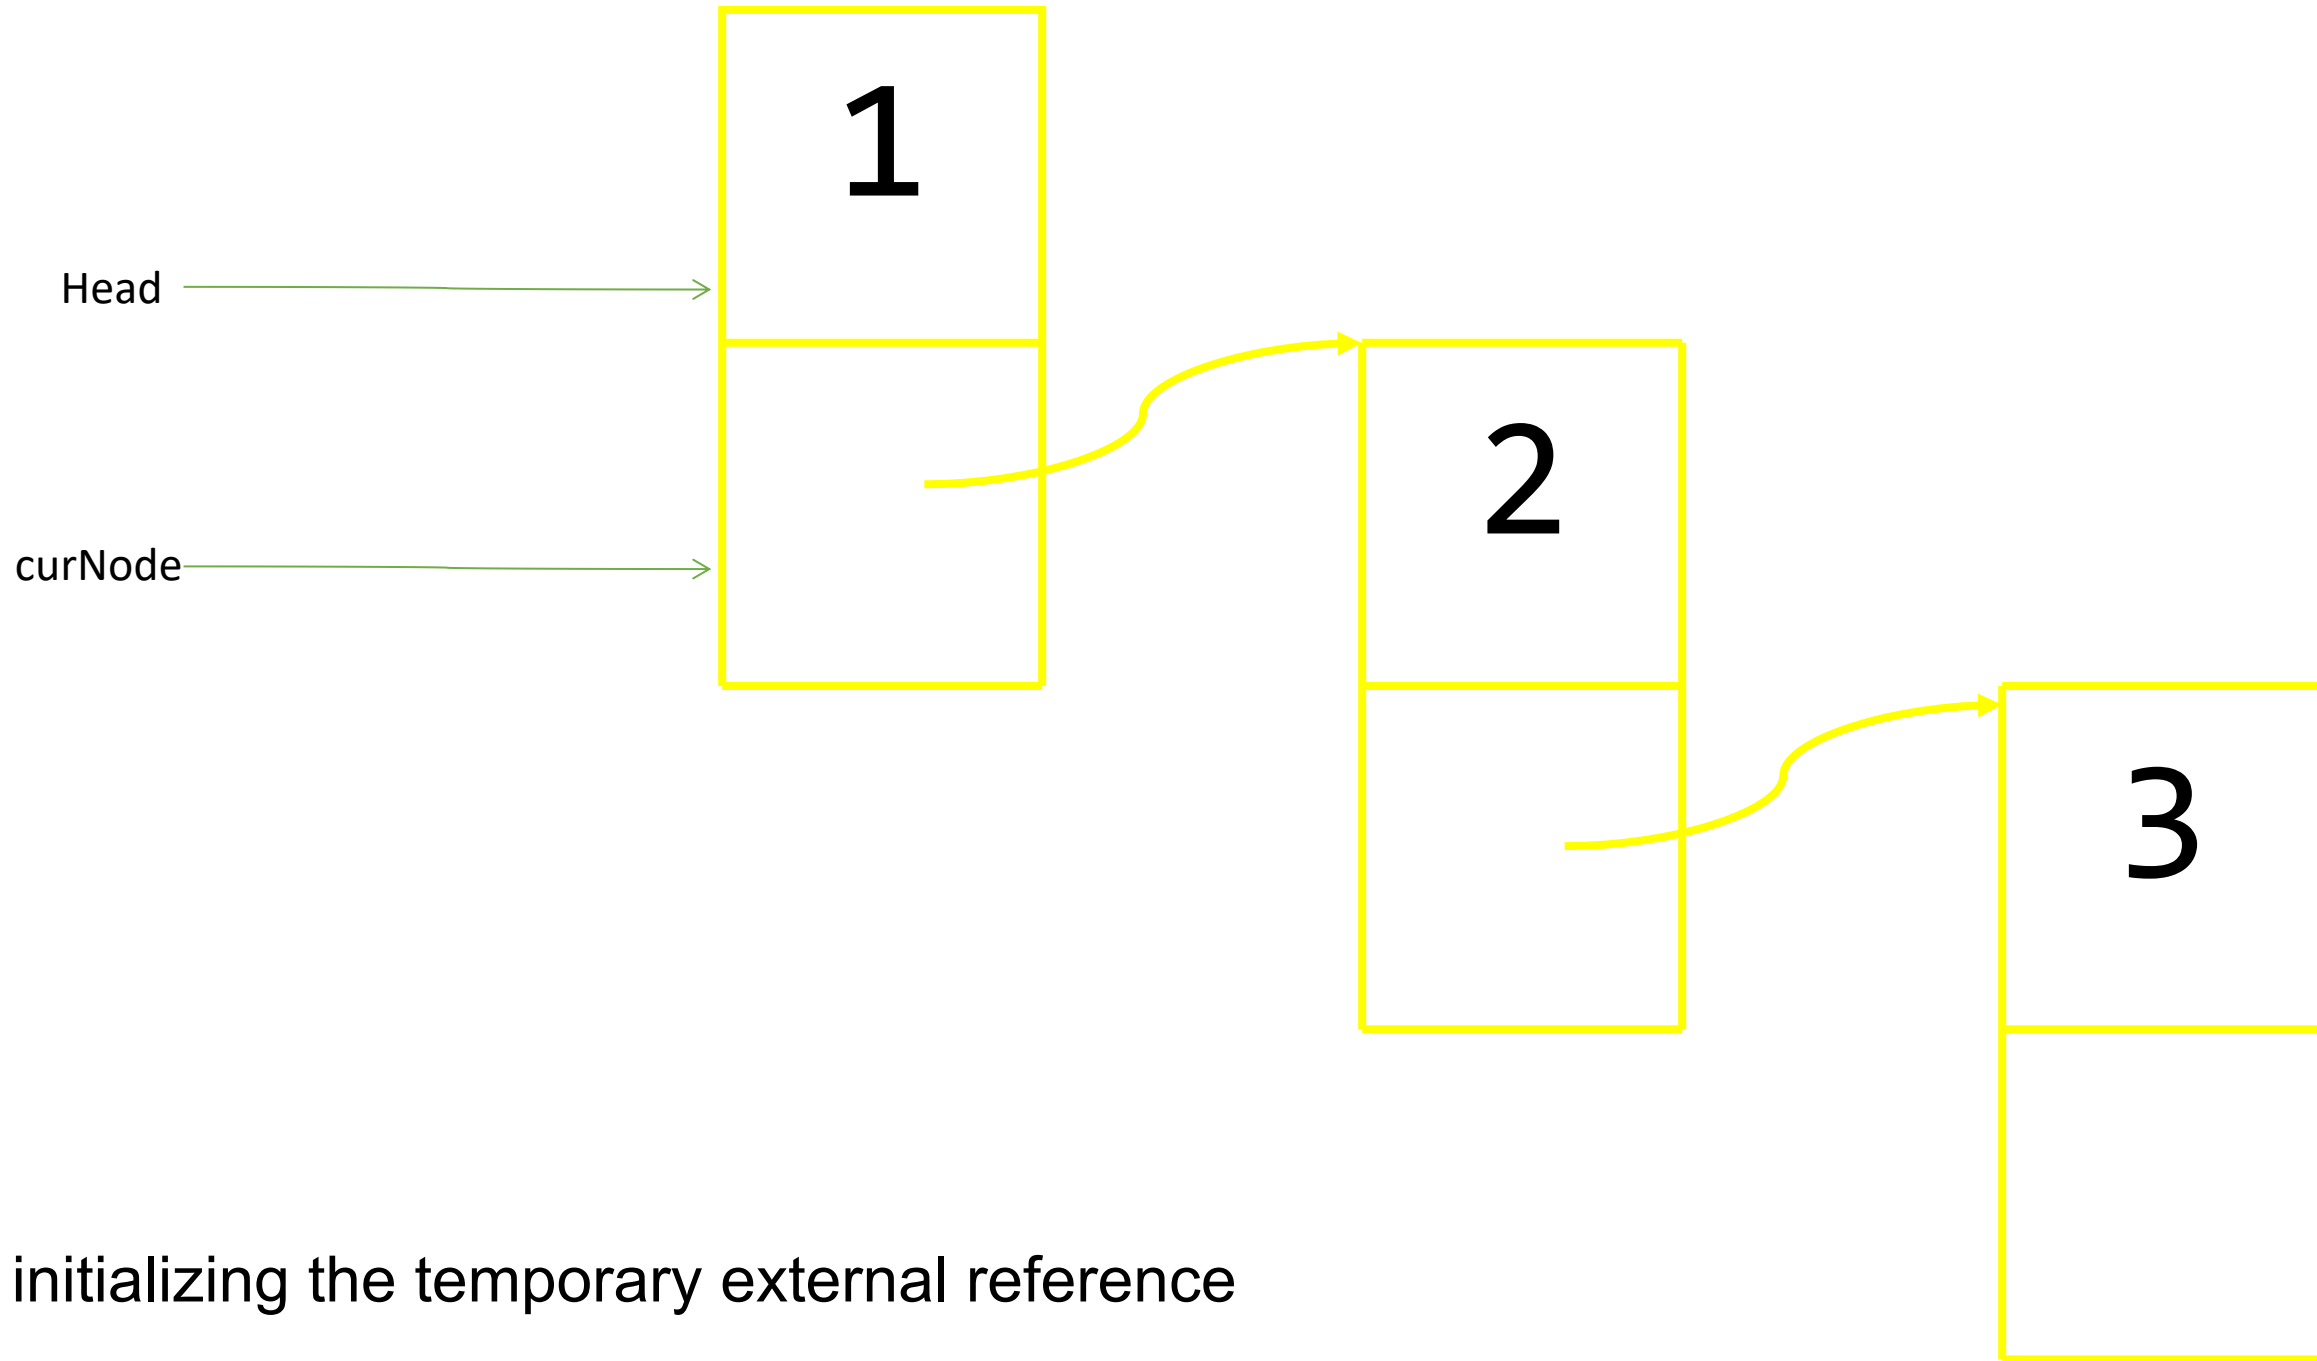 1
Head
2
curNode
3
initializing the temporary external reference